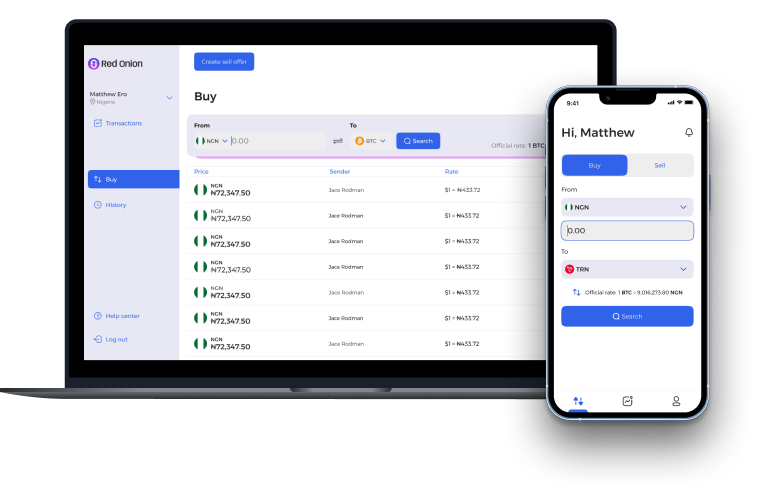 Red Onion
Create sell offer
Matthew Ero
Nigeria
Transactions
Buy
History
Help center
Log out
Buy
From
To
NGN
0.00
BTC
Search
Official rate: 1 BTC
Price
Sender
Rate
NGN
₦72,347.50
Jace Rodman
$1 = ₦433.72
NGN
₦72,347.50
Jace Rodman
$1 = ₦433.72
NGN
₦72,347.50
Jace Rodman
$1 = ₦433.72
NGN
₦72,347.50
Jace Rodman
$1 = ₦433.72
NGN
₦72,347.50
Jace Rodman
$1 = ₦433.72
NGN
₦72,347.50
Jace Rodman
$1 = ₦433.72
NGN
₦72,347.50
Jace Rodman
$1 = ₦433.72
9:41
Hi, Matthew
Buy
Sell
From
NGN
0.00
To
TRN
Official rate: 1 BTC = 9,016,273.80 NGN
Search